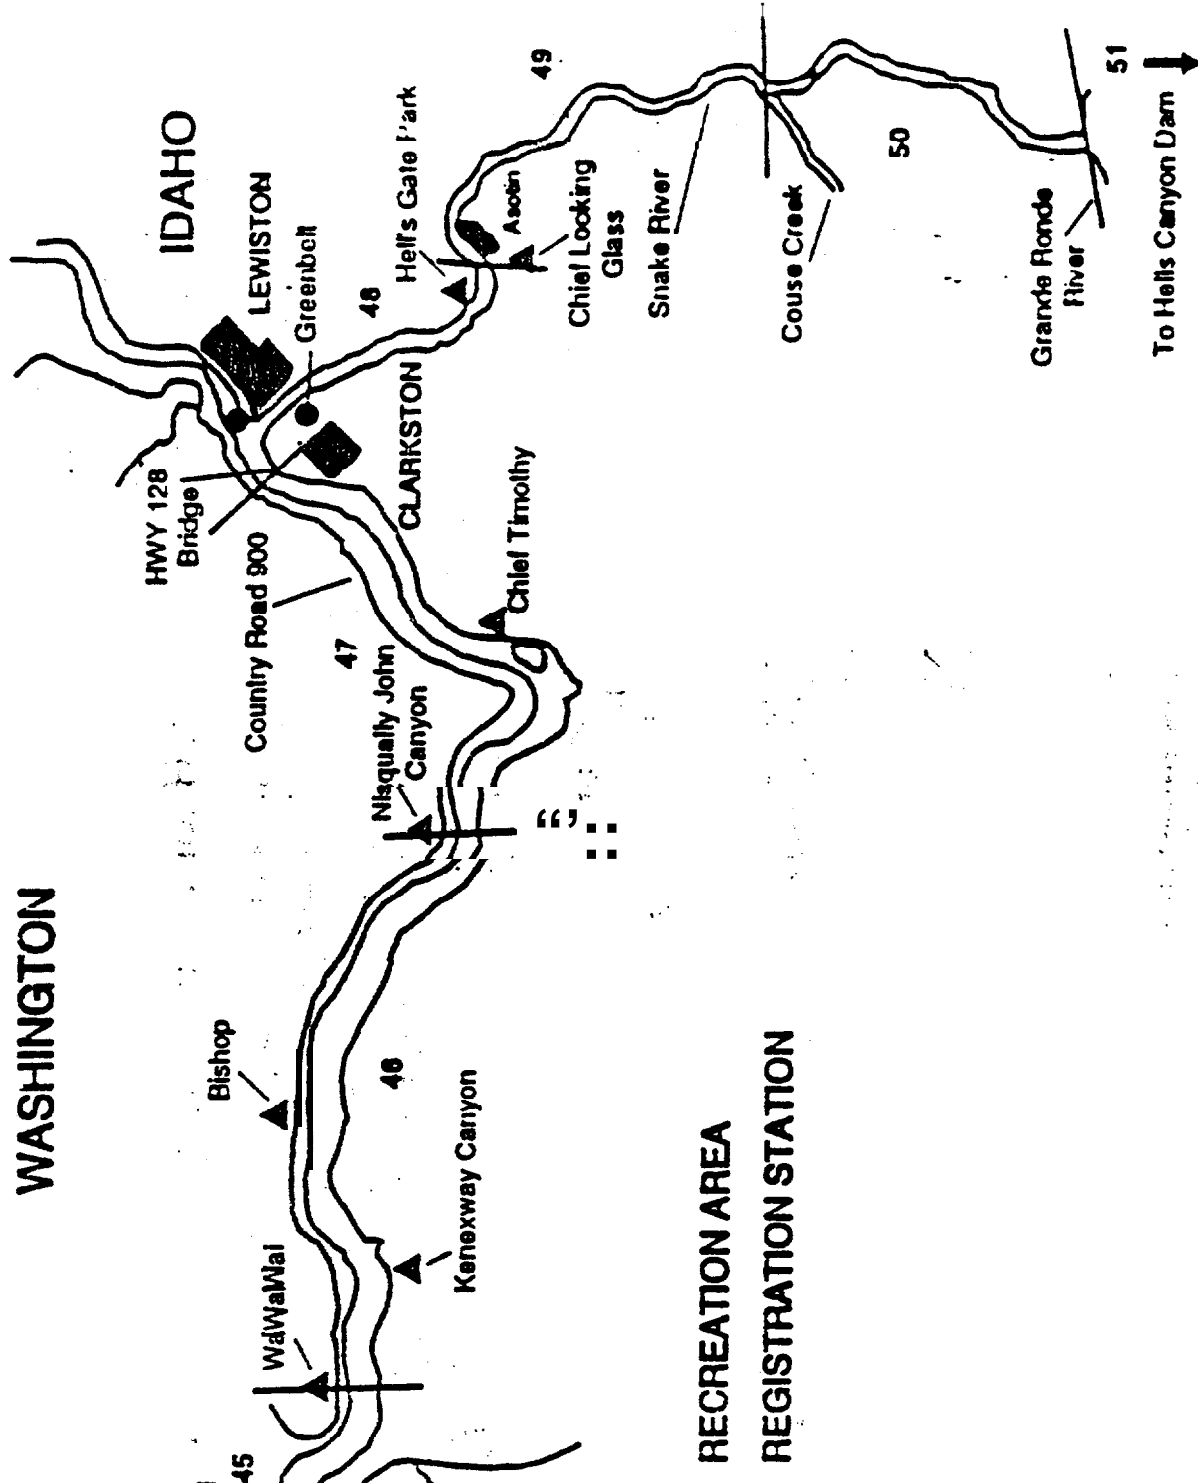 WASHINGTON
IDAHO
LEWISTON
Greenbelt
48
Hell's Gate Park
49
Asotin
Chief Looking
Glass
Snake River
Couse Creek
50
Grande Ronde
River
51
To Hells Canyon Dam
HWY 128
Bridge
CLARKSTON
Country Road 900
Chief Timothy
47
Nisqually John
Canyon
Bishop
46
Kenexway Canyon
WaWaWai
45
RECREATION AREA
REGISTRATION STATION